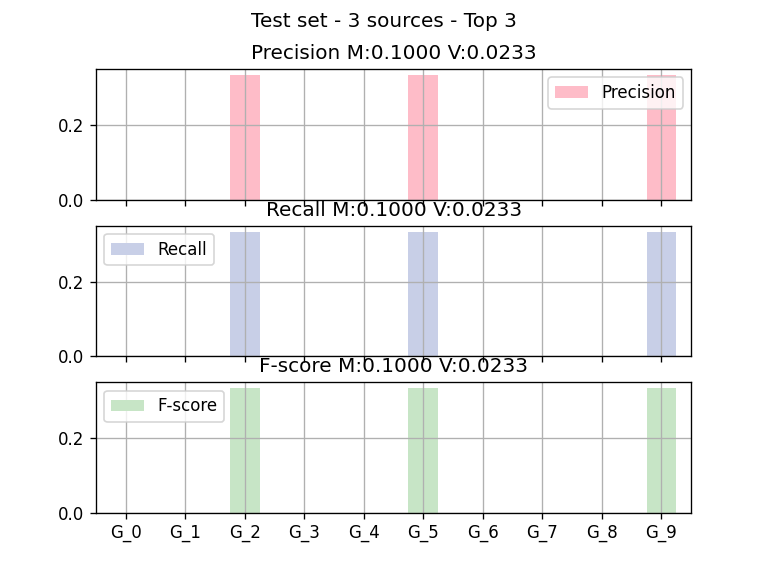 Test set - 3 sources - Top 3
Precision M:0.1000 V:0.0233
Precision
0.2
0.0
Recall M:0.1000 V:0.0233
Recall
0.2
0.0
F-score M:0.1000 V:0.0233
F-score
0.2
0.0
G_0 G_1 G_2 G_3 G_4 G_5 G_6 G_7 G_8 G_9